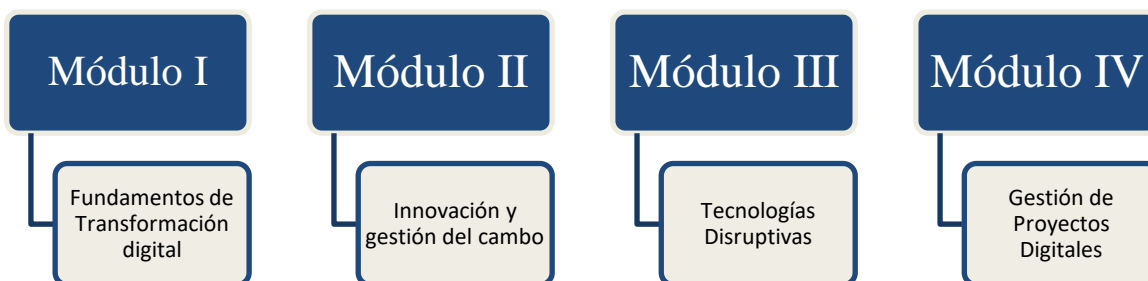 Módulo I
Fundamentos de
Transformación
digital
Módulo II
Innovación y
gestión del cambo
Módulo III
Tecnologías
Disruptivas
Módulo IV
Gestión de
Proyectos
Digitales